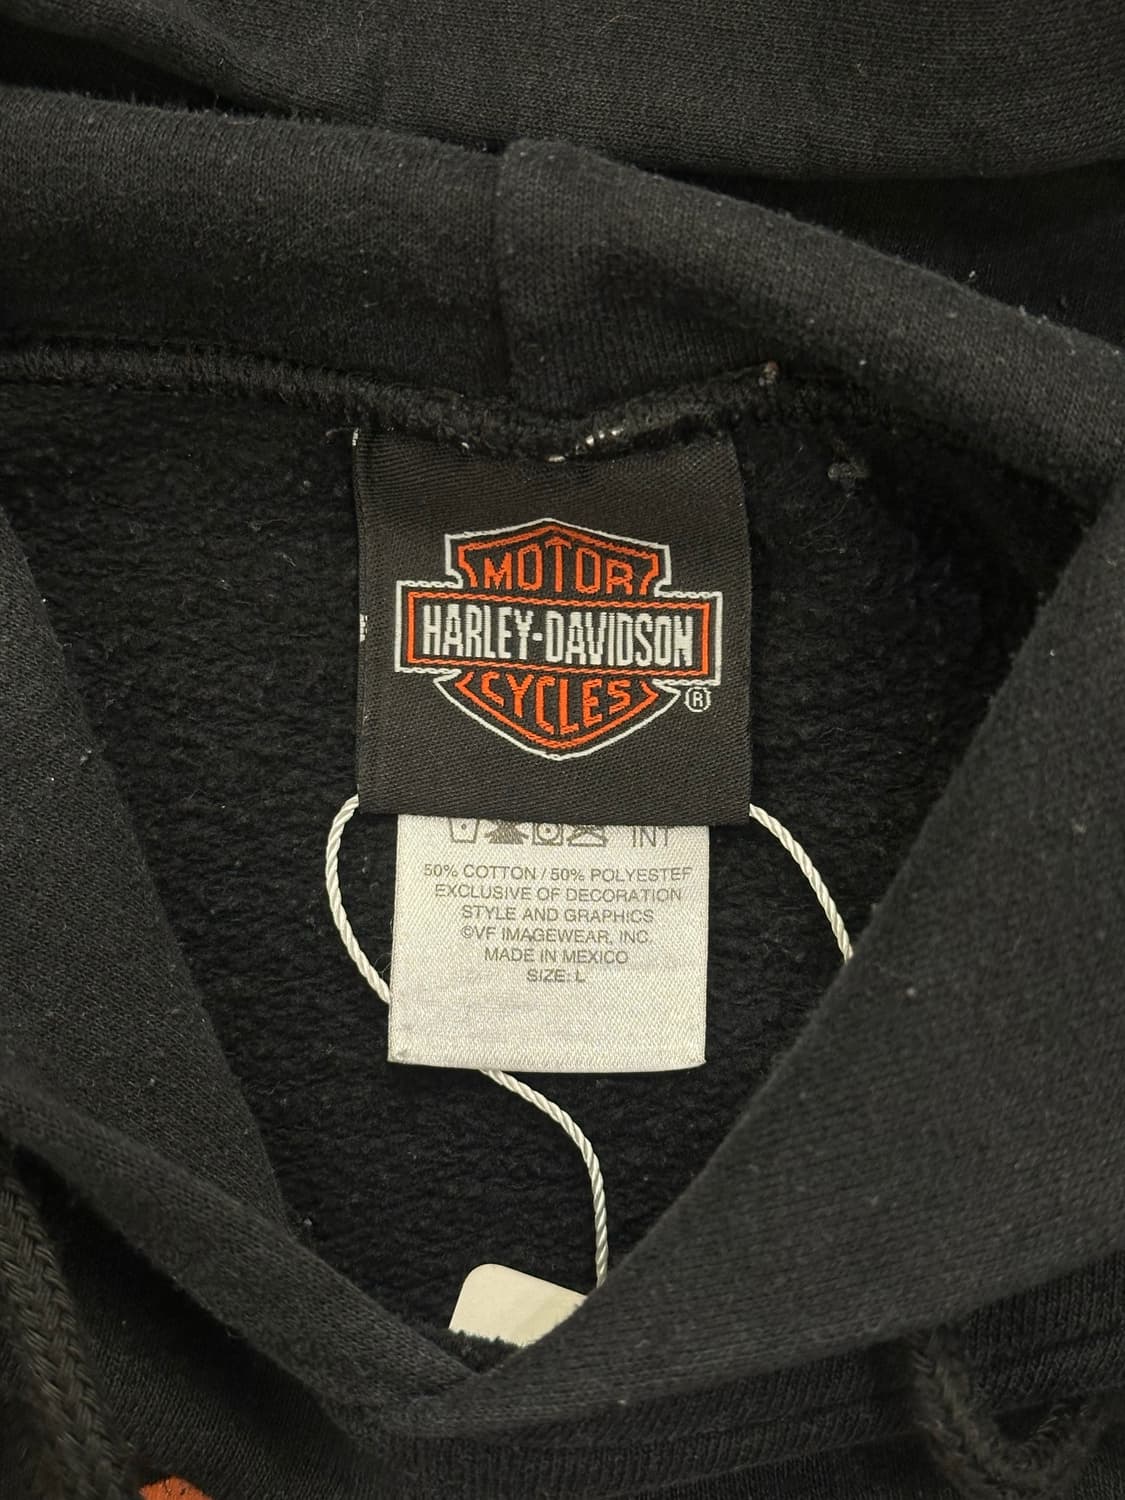 MOTOR
HARLEY-DAVIDSON
CYCLES
®
INT
50% COTTON / 50% POLYESTER
EXCLUSIVE OF DECORATION
STYLE AND GRAPHICS
©VF IMAGEWEAR, INC.
MADE IN MEXICO
SIZE: L